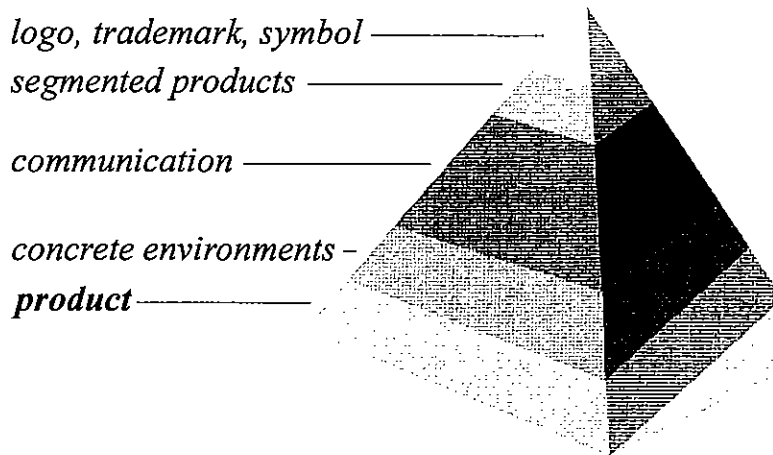 logo, trademark, symbol
segmented products
communication
concrete environments
product